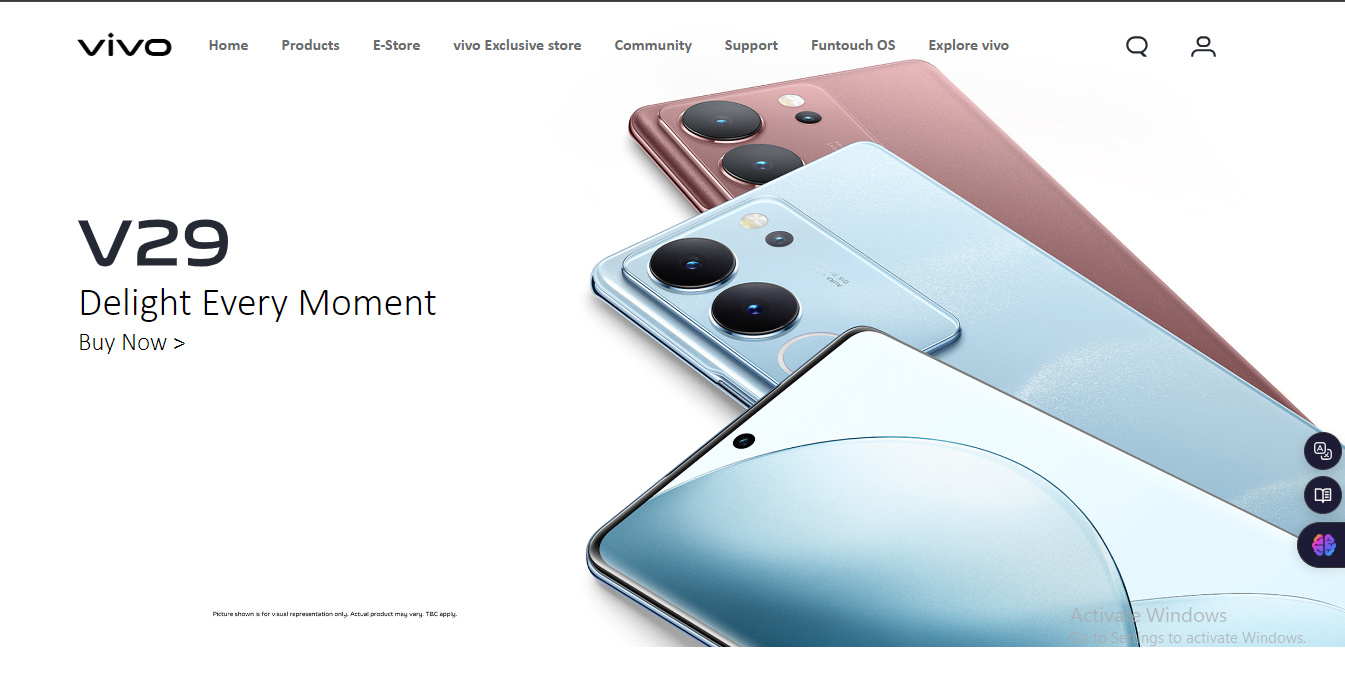 vivo Home Products E-Store vivo Exclusive store Community Support Funtouch OS Explore vivo
V29
Delight Every Moment
Buy Now >
Picture shown is for visual representation only. Actual product may vary. T&C apply.
Activate Windows
Go to Settings to activate Windows.